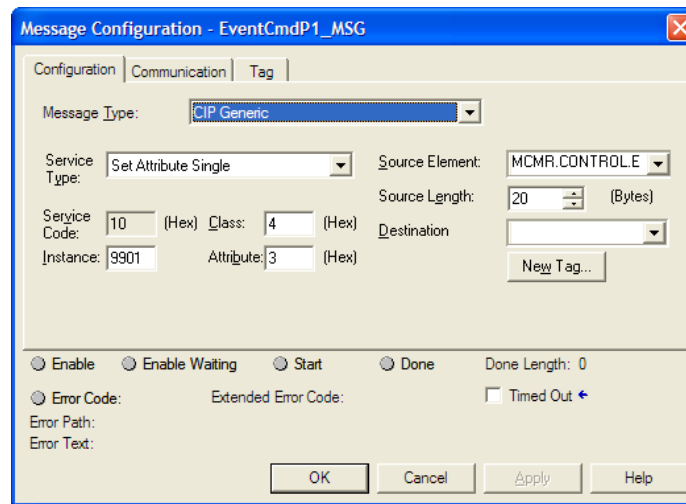 Message Configuration - EventCmdP1_MSG
Configuration Communication Tag
Message Type: CIP Generic
Service Type: Set Attribute Single
Source Element: MCMR.CONTROL.E
Source Length: 20 (Bytes)
Service Code: 10 (Hex) Class: 4 (Hex)
Destination
Instance: 9901 Attribute: 3 (Hex)
New Tag...
Enable Enable Waiting Start Done Done Length: 0
Error Code: Extended Error Code: Timed Out
Error Path:
Error Text:
OK Cancel Apply Help